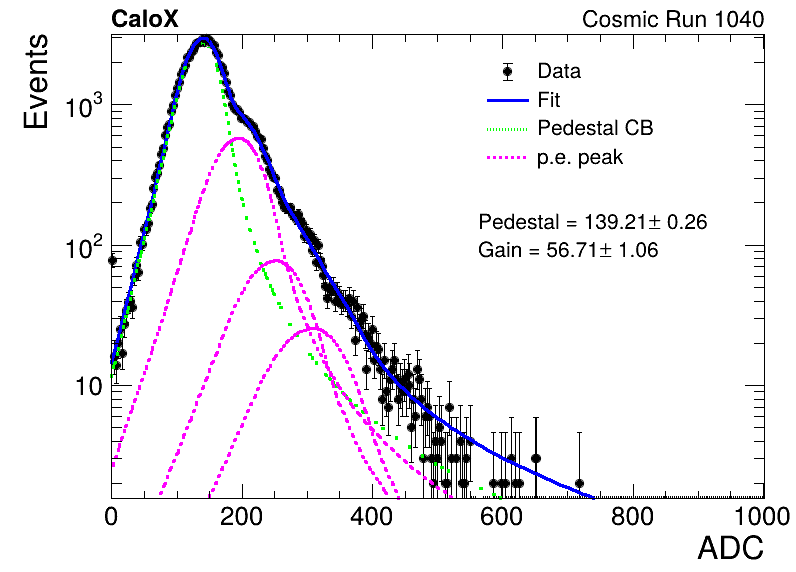 CaloX Cosmic Run 1040
Events
Data
Fit
Pedestal CB
p.e. peak
Pedestal = 139.21± 0.26
Gain = 56.71± 1.06
10³
10²
10
0 200 400 600 800 1000
ADC